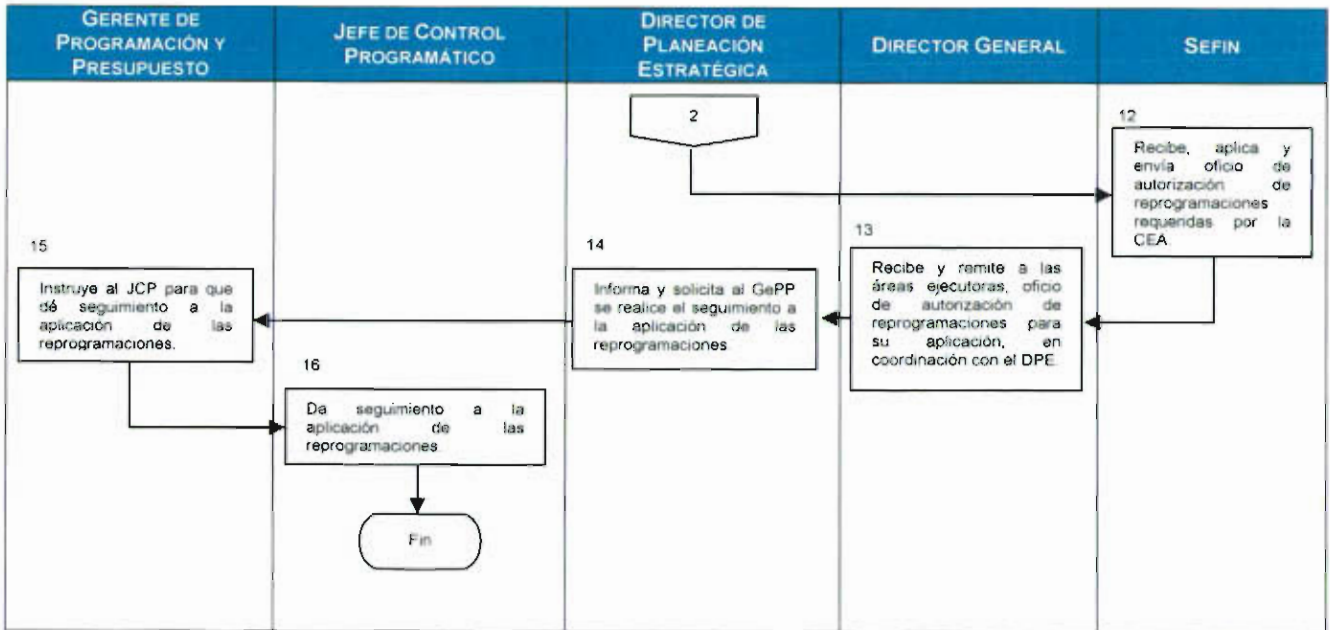 GERENTE DE
PROGRAMACIÓN Y
PRESUPUESTO
JEFE DE CONTROL
PROGRAMÁTICO
DIRECTOR DE
PLANEACIÓN
ESTRATÉGICA
DIRECTOR GENERAL
SEFIN
2
12
Recibe, aplica y
envía oficio de
autorización de
reprogramaciones
requeridas por la
CEA.
13
Recibe y remite a las
áreas ejecutoras, oficio
de autorización de
reprogramaciones para
su aplicación, en
coordinación con el DPE.
14
Informa y solicita al GePP
se realice el seguimiento a
la aplicación de las
reprogramaciones.
15
Instruye al JCP para que
dé seguimiento a la
aplicación de las
reprogramaciones.
16
Da seguimiento a la
aplicación de las
reprogramaciones.
Fin